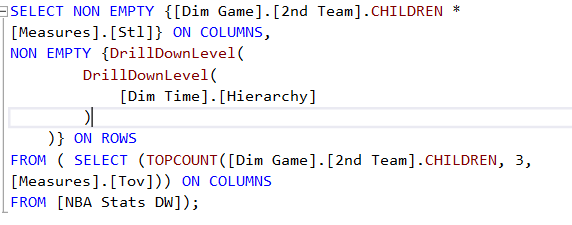 SELECT NON EMPTY {[Dim Game].[2nd Team].CHILDREN *
[Measures].[Stl]} ON COLUMNS,
NON EMPTY {DrillDownLevel(
DrillDownLevel(
[Dim Time].[Hierarchy]
)
)} ON ROWS
FROM ( SELECT (TOPCOUNT([Dim Game].[2nd Team].CHILDREN, 3,
[Measures].[Tov])) ON COLUMNS
FROM [NBA Stats DW]);